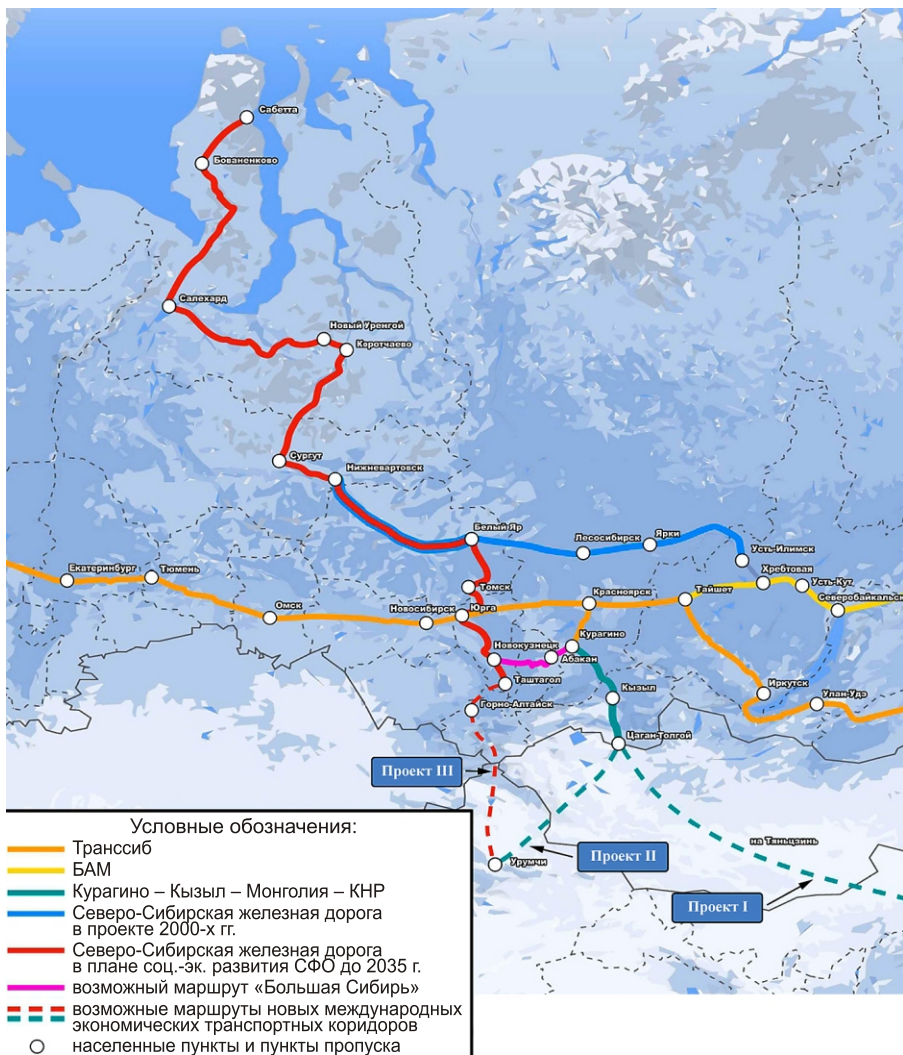 Сабетта
Бованенково
Салехард
Новый Уренгой
Коротчаево
Сургут
Нижневартовск
Белый Яр
Лесосибирск
Ярки
Усть-Илимск
Екатеринбург
Тюмень
Хребтовая
Усть-Кут
Тайшет
Северобайкальск
Томск
Красноярск
Омск
Новосибирск
Юрга
Курагино
Новокузнецк
Абакан
Таштагол
Кызыл
Иркутск
Улан-Удэ
Горно-Алтайск
Цаган-Толгой
Проект III
на Тяньцзинь
Урумчи
Проект II
Проект I
Условные обозначения:
Транссиб
БАМ
Курагино – Кызыл – Монголия – КНР
Северо-Сибирская железная дорога
в проекте 2000-х гг.
Северо-Сибирская железная дорога
в плане соц.-эк. развития СФО до 2035 г.
возможный маршрут «Большая Сибирь»
возможные маршруты новых международных
экономических транспортных коридоров
населенные пункты и пункты пропуска